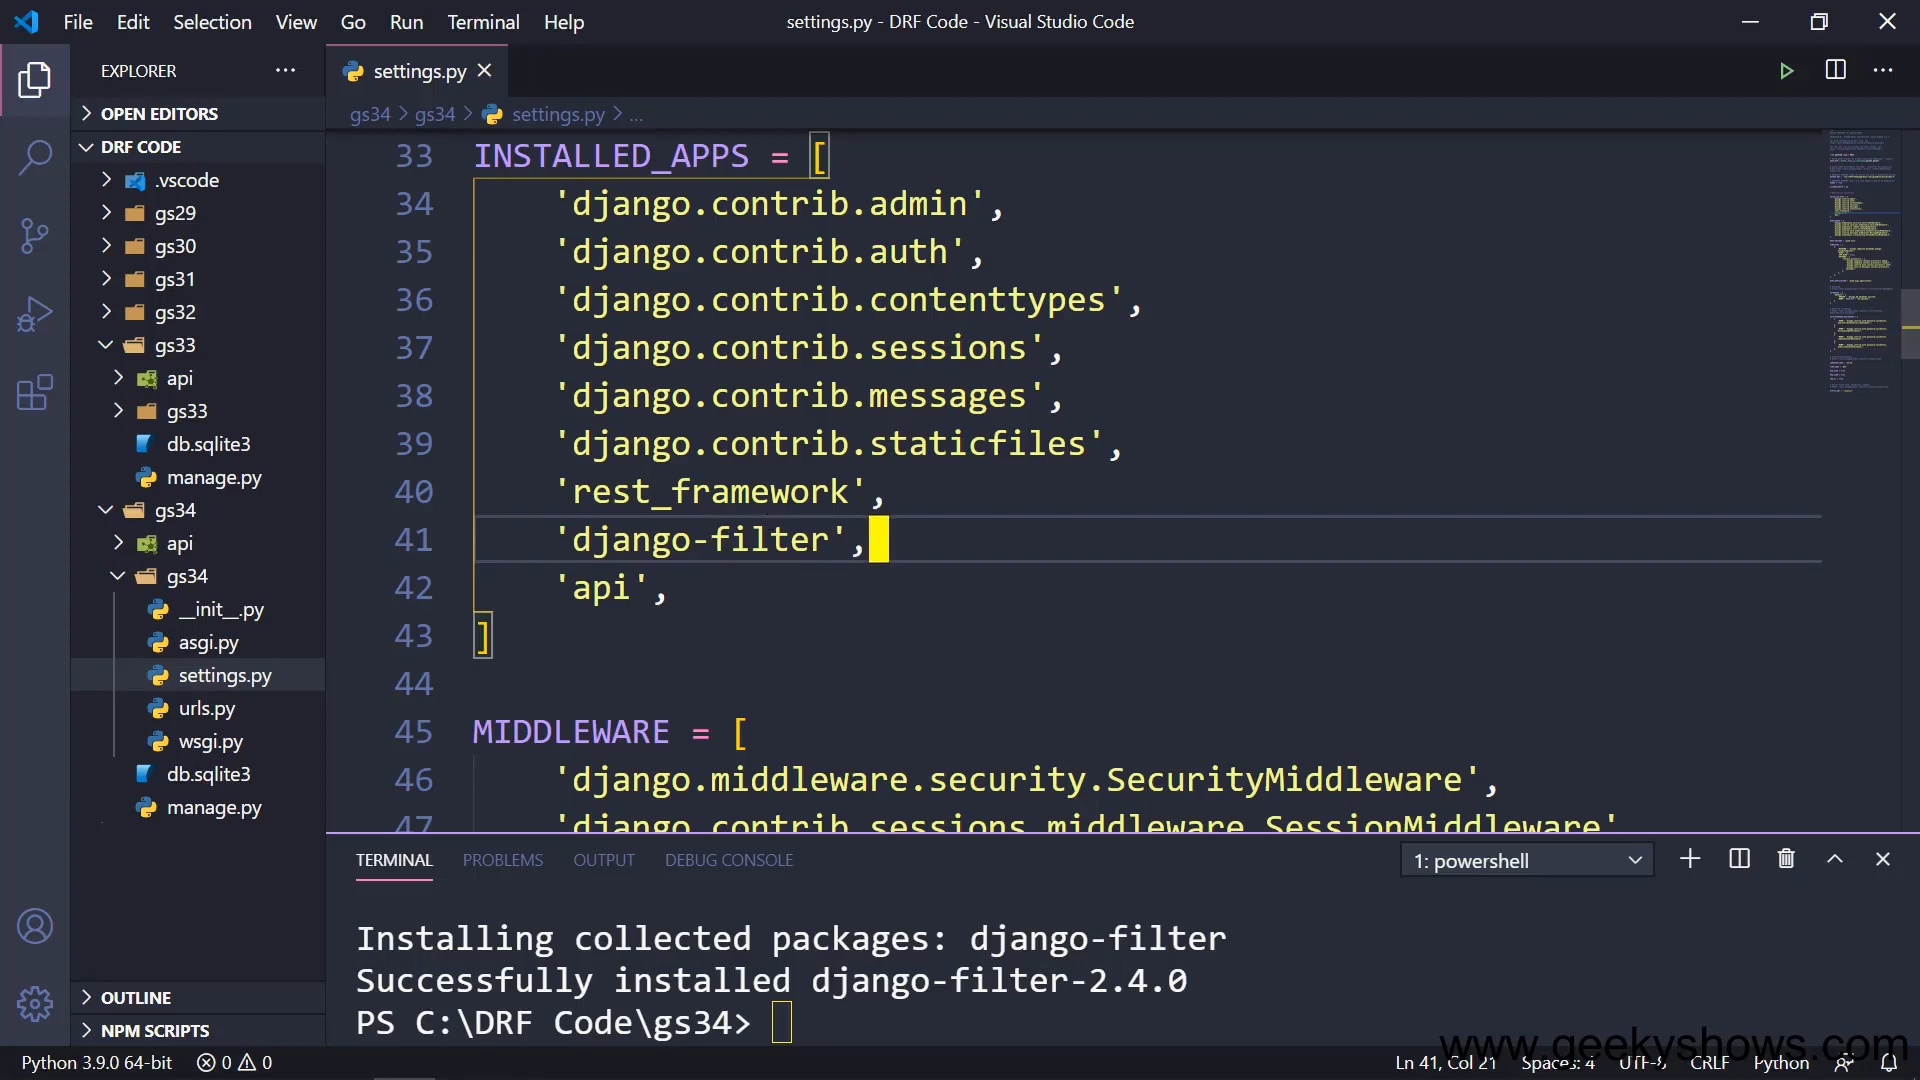 File Edit Selection View Go Run Terminal Help
settings.py - DRF Code - Visual Studio Code
EXPLORER
OPEN EDITORS
DRF CODE
.vscode
gs29
gs30
gs31
gs32
gs33
api
gs33
db.sqlite3
manage.py
gs34
api
gs34
__init__.py
asgi.py
settings.py
urls.py
wsgi.py
db.sqlite3
manage.py
OUTLINE
NPM SCRIPTS
settings.py
gs34 > gs34 > settings.py > ...
33 INSTALLED_APPS = [
34 'django.contrib.admin',
35 'django.contrib.auth',
36 'django.contrib.contenttypes',
37 'django.contrib.sessions',
38 'django.contrib.messages',
39 'django.contrib.staticfiles',
40 'rest_framework',
41 'django-filter',
42 'api',
43 ]
44
45 MIDDLEWARE = [
46 'django.middleware.security.SecurityMiddleware',
47 'django.contrib.sessions.middleware.SessionMiddleware'
TERMINAL PROBLEMS OUTPUT DEBUG CONSOLE
1: powershell
Installing collected packages: django-filter
Successfully installed django-filter-2.4.0
PS C:\DRF Code\gs34>
www.geekyshows.com
Python 3.9.0 64-bit 0 0
Ln 41, Col 21 Spaces: 4 UTF-8 CRLF Python